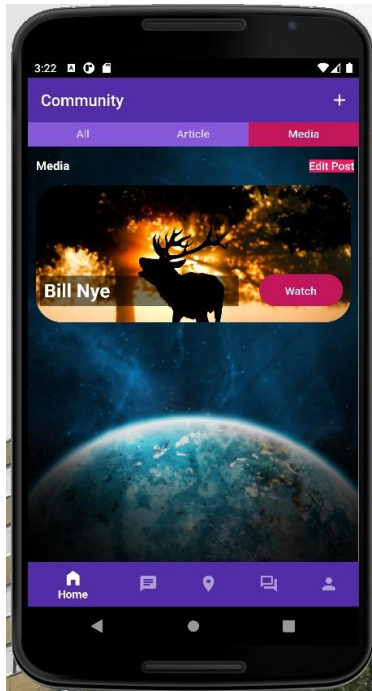 3:22
Community +
All Article Media
Media Edit Post
Bill Nye Watch
Home